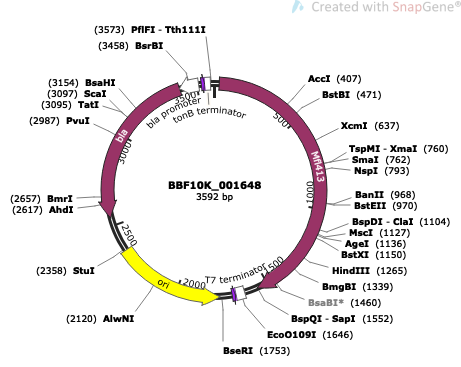 Created with SnapGene®
(3573) PflFI - Tth111I
(3458) BsrBI
(3154) BsaHI
(3097) ScaI
(3095) TatI
(2987) PvuI
(2657) BmrI
(2617) AhdI
(2358) StuI
(2120) AlwNI
AccI (407)
BstBI (471)
XcmI (637)
TspMI - XmaI (760)
SmaI (762)
NspI (793)
BanII (968)
BstEII (970)
BspDI - ClaI (1104)
MscI (1127)
AgeI (1136)
BstXI (1150)
HindIII (1265)
BmgBI (1339)
BsaBI* (1460)
BspQI - SapI (1552)
EcoO109I (1646)
BseRI (1753)
bla promoter
tonB terminator
bla
Mfl413
ori
T7 terminator
500
1000
1500
2000
2500
3000
3500
BBF10K_001648
3592 bp